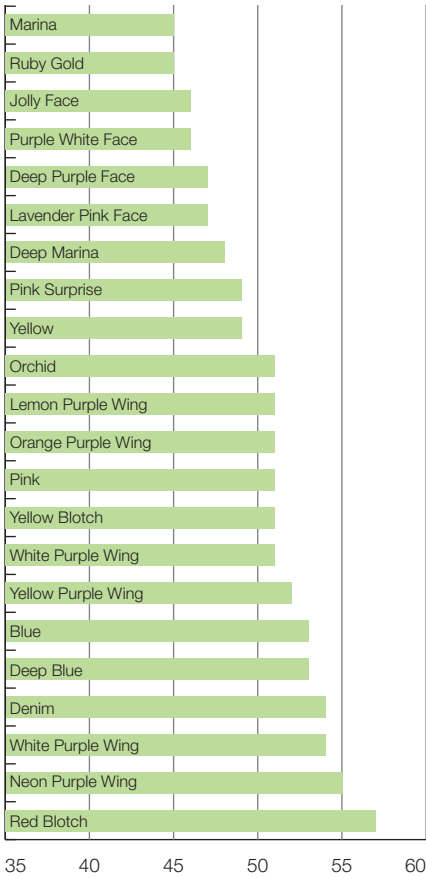 Marina
Ruby Gold
Jolly Face
Purple White Face
Deep Purple Face
Lavender Pink Face
Deep Marina
Pink Surprise
Yellow
Orchid
Lemon Purple Wing
Orange Purple Wing
Pink
Yellow Blotch
White Purple Wing
Yellow Purple Wing
Blue
Deep Blue
Denim
White Purple Wing
Neon Purple Wing
Red Blotch
35 40 45 50 55 60